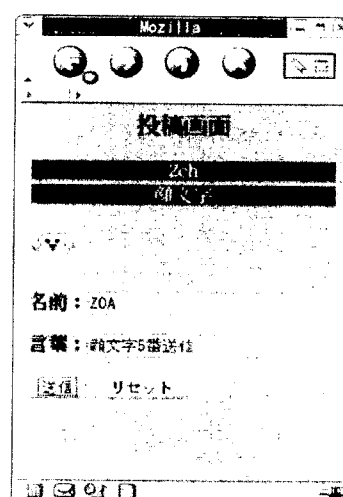 Mozilla
投稿画面
Zch
顔文字
名前：ZOA
言葉：顔文字5番送信
送信 リセット